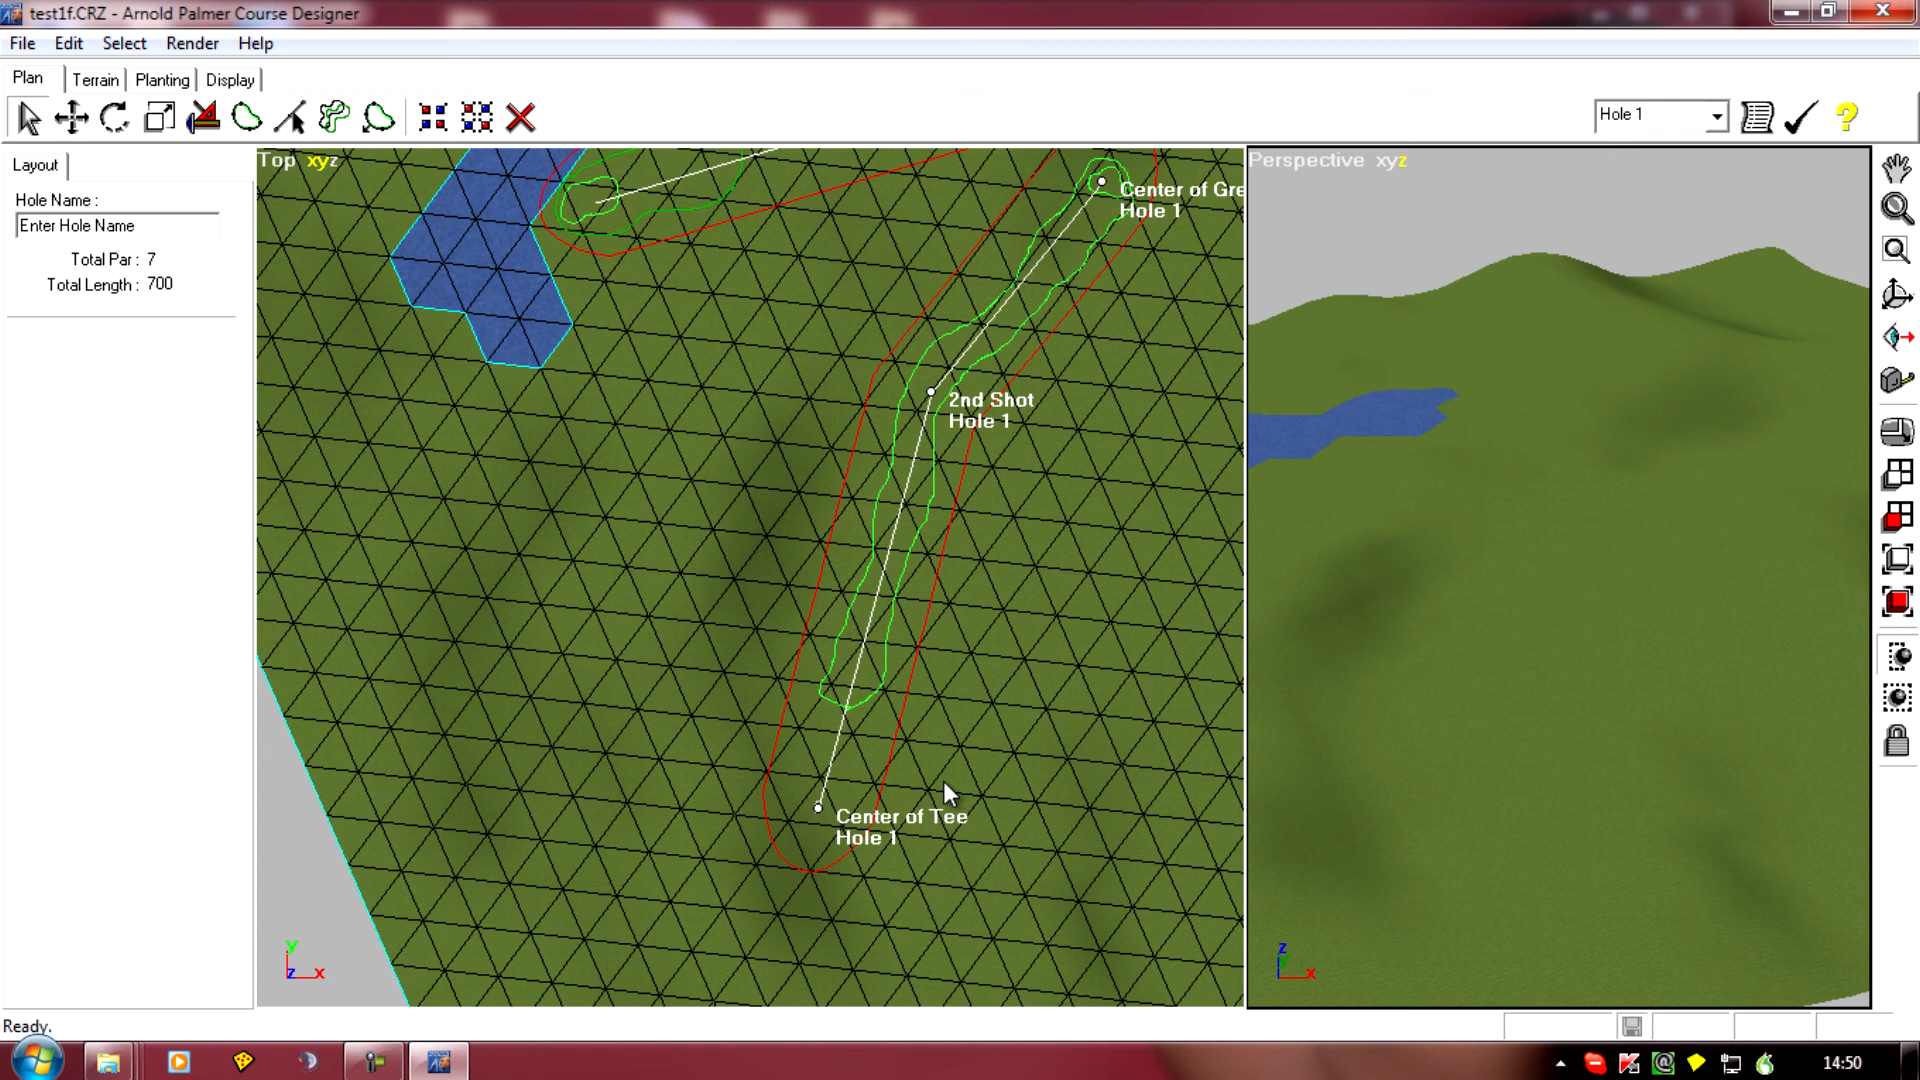 test1f.CRZ - Arnold Palmer Course Designer
File Edit Select Render Help
Plan Terrain Planting Display
Hole 1
Layout
Hole Name :
Enter Hole Name
Total Par : 7
Total Length : 700
Top xyz
Center of Gre
Hole 1
2nd Shot
Hole 1
Center of Tee
Hole 1
y
z x
Perspective xyz
z
y
x
Ready.
14:50